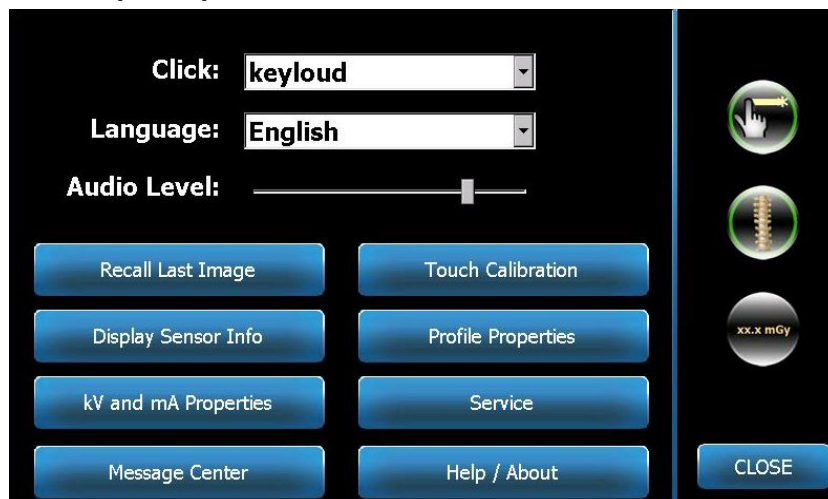 Click: keyloud
Language: English
Audio Level:
Recall Last Image
Touch Calibration
Display Sensor Info
Profile Properties
xx.x mGy
kV and mA Properties
Service
Message Center
Help / About
CLOSE